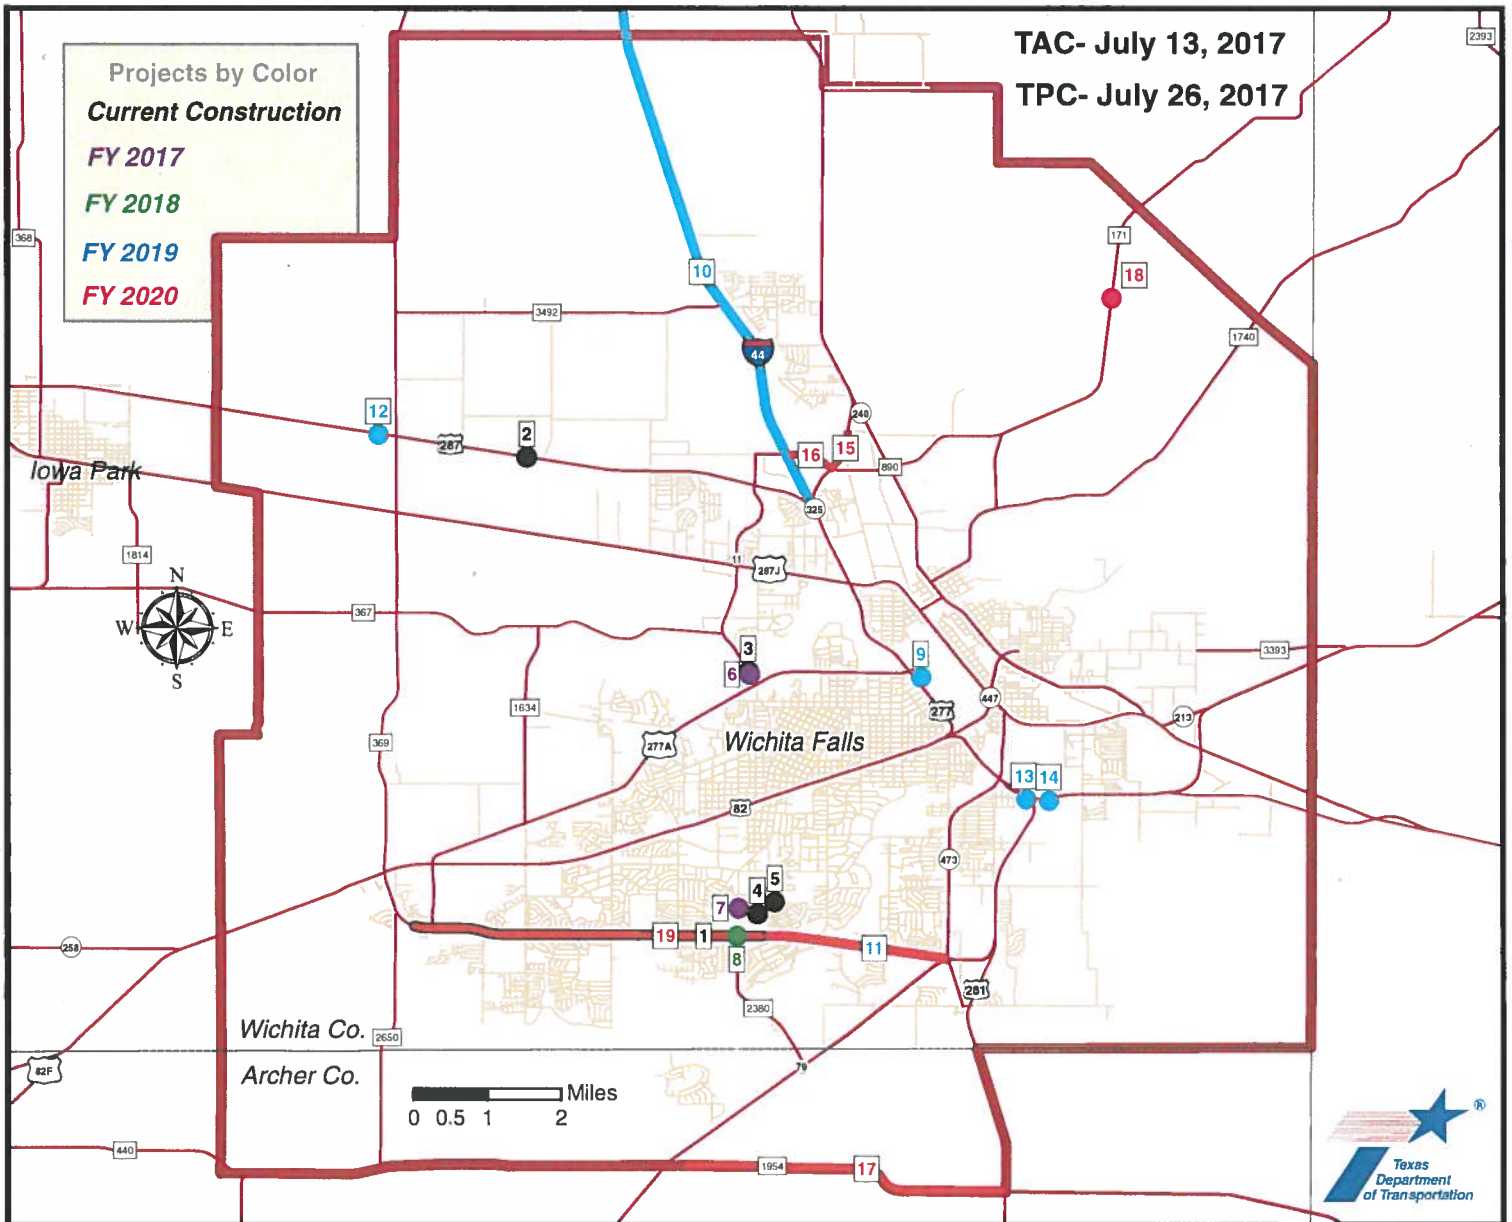 TAC- July 13, 2017
TPC- July 26, 2017
2393
Projects by Color
Current Construction
FY 2017
FY 2018
FY 2019
FY 2020
368
171
18
10
3492
1740
44
12
287
2
240
15
16
890
Iowa Park
325
1814
11
287J
N
W
E
S
367
3
6
9
3393
1634
447
277
213
369
277A
Wichita Falls
13
14
82
473
5
4
7
19
1
8
11
258
281
2380
Wichita Co.
2650
82F
Archer Co.
79
Miles
0 0.5 1 2
440
1954
17
®
Texas
Department
of Transportation